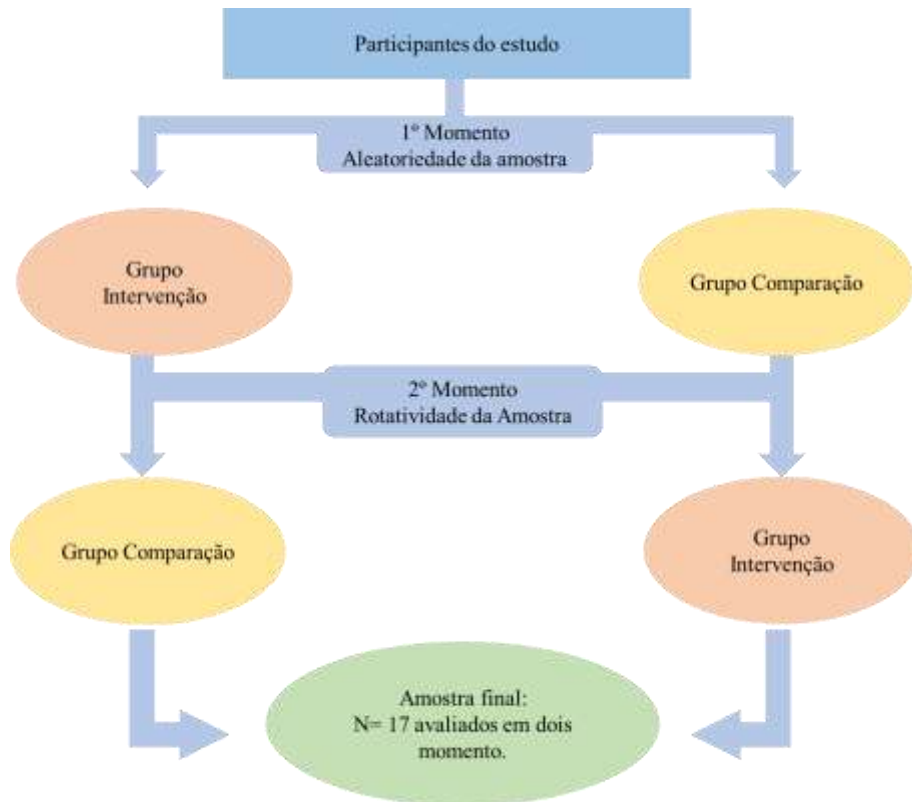 Participantes do estudo
1º Momento
Aleatoriedade da amostra
Grupo
Intervenção
Grupo Comparação
2º Momento
Rotatividade da Amostra
Grupo Comparação
Grupo
Intervenção
Amostra final:
N= 17 avaliados em dois
momento.